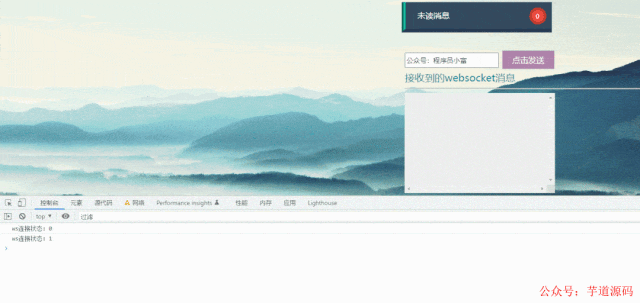 未读消息
0
公众号：程序员小富
点击发送
接收到的websocket消息
控制台 元素 源代码 网络 Performance insights 性能 内存 应用 Lighthouse
top 过滤
ws连接状态: 0
ws连接状态: 1
公众号：芋道源码